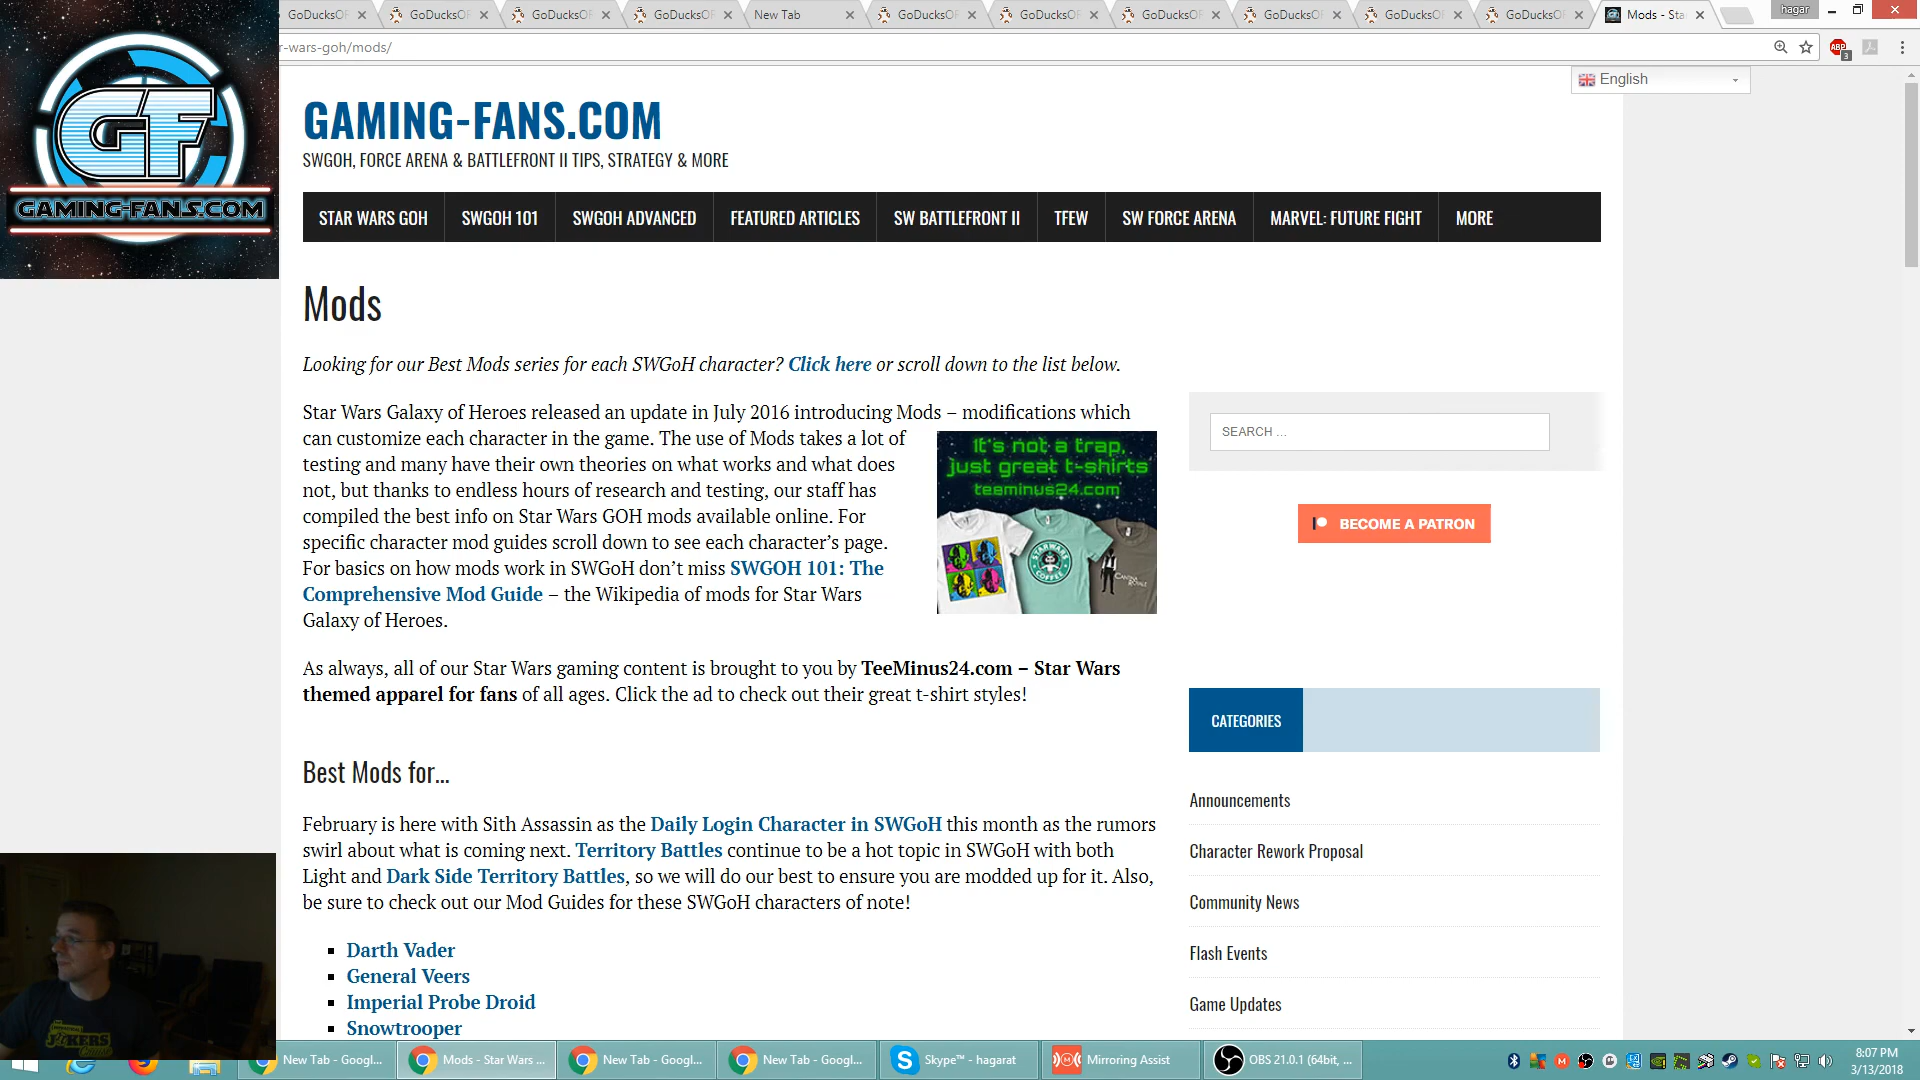 GoDucksOF
GoDucksOF
GoDucksOF
GoDucksOF
New Tab
GoDucksOF
GoDucksOF
GoDucksOF
GoDucksOF
GoDucksOF
GoDucksOF
Mods - Sta
hagar
r-wars-goh/mods/
ABP
3
English
GF
GAMING-FANS.COM
GAMING-FANS.COM
SWGOH, FORCE ARENA & BATTLEFRONT II TIPS, STRATEGY & MORE
STAR WARS GOH
SWGOH 101
SWGOH ADVANCED
FEATURED ARTICLES
SW BATTLEFRONT II
TFEW
SW FORCE ARENA
MARVEL: FUTURE FIGHT
MORE
Mods
Looking for our Best Mods series for each SWGoH character? Click here or scroll down to the list below.
Star Wars Galaxy of Heroes released an update in July 2016 introducing Mods – modifications which
can customize each character in the game. The use of Mods takes a lot of
testing and many have their own theories on what works and what does
not, but thanks to endless hours of research and testing, our staff has
compiled the best info on Star Wars GOH mods available online. For
specific character mod guides scroll down to see each character’s page.
For basics on how mods work in SWGoH don’t miss SWGOH 101: The
Comprehensive Mod Guide – the Wikipedia of mods for Star Wars
Galaxy of Heroes.
It's not a trap,
just great t-shirts
teeminus24.com
STARWARS
COFFEE
CANTINA
ROYALE
As always, all of our Star Wars gaming content is brought to you by TeeMinus24.com – Star Wars
themed apparel for fans of all ages. Click the ad to check out their great t-shirt styles!
Best Mods for…
February is here with Sith Assassin as the Daily Login Character in SWGoH this month as the rumors
swirl about what is coming next. Territory Battles continue to be a hot topic in SWGoH with both
Light and Dark Side Territory Battles, so we will do our best to ensure you are modded up for it. Also,
be sure to check out our Mod Guides for these SWGoH characters of note!
Darth Vader
General Veers
Imperial Probe Droid
Snowtrooper
SEARCH …
BECOME A PATRON
CATEGORIES
Announcements
Character Rework Proposal
Community News
Flash Events
Game Updates
JOKERS
New Tab - Googl...
Mods - Star Wars ...
New Tab - Googl...
New Tab - Googl...
Skype™ - hagarat
Mirroring Assist
OBS 21.0.1 (64bit, ...
8:07 PM
3/13/2018